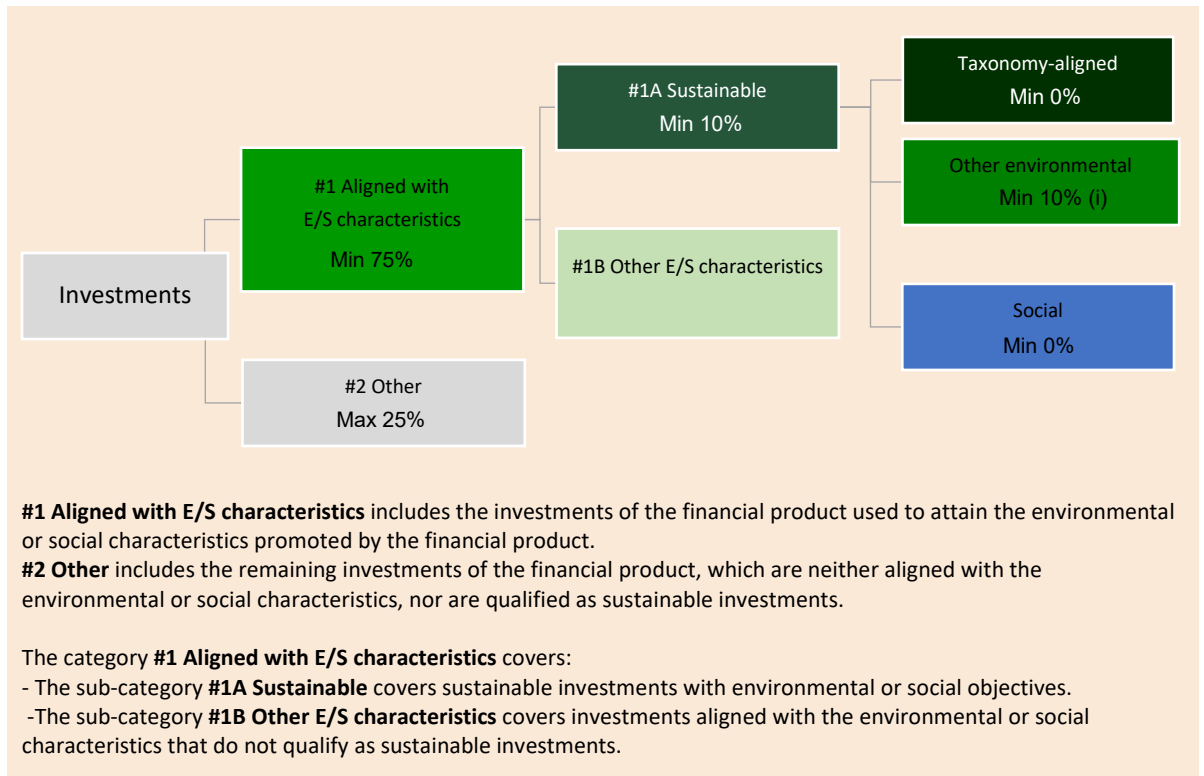 Investments
#1 Aligned with
E/S characteristics
Min 75%
#2 Other
Max 25%
#1A Sustainable
Min 10%
#1B Other E/S characteristics
Taxonomy-aligned
Min 0%
Other environmental
Min 10% (i)
Social
Min 0%
#1 Aligned with E/S characteristics includes the investments of the financial product used to attain the environmental
or social characteristics promoted by the financial product.
#2 Other includes the remaining investments of the financial product, which are neither aligned with the
environmental or social characteristics, nor are qualified as sustainable investments.
The category #1 Aligned with E/S characteristics covers:
- The sub-category #1A Sustainable covers sustainable investments with environmental or social objectives.
-The sub-category #1B Other E/S characteristics covers investments aligned with the environmental or social
characteristics that do not qualify as sustainable investments.